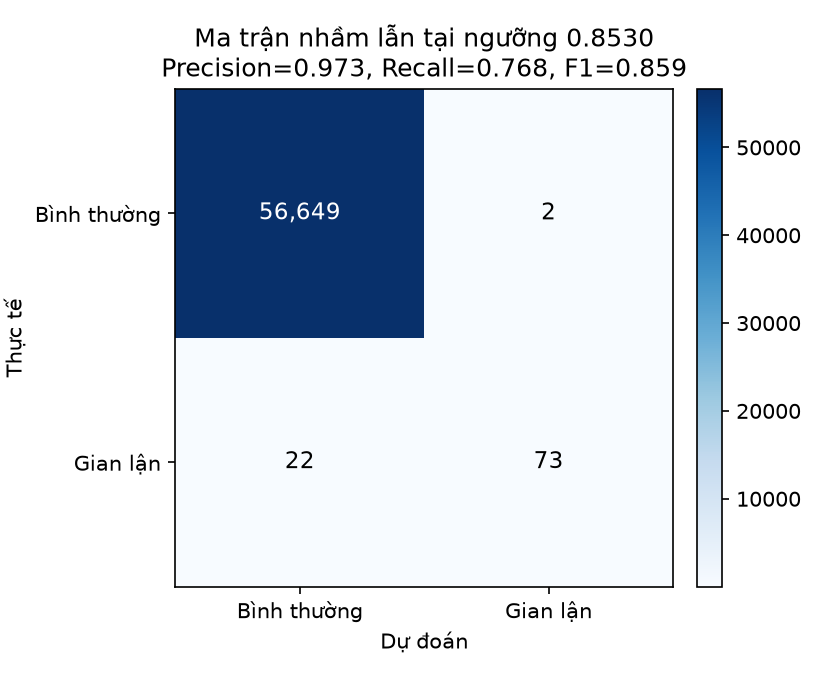 Ma trận nhầm lẫn tại ngưỡng 0.8530
Precision=0.973, Recall=0.768, F1=0.859
Bình thường
56,649
2
Gian lận
22
73
Thực tế
Bình thường
Gian lận
Dự đoán
50000
40000
30000
20000
10000